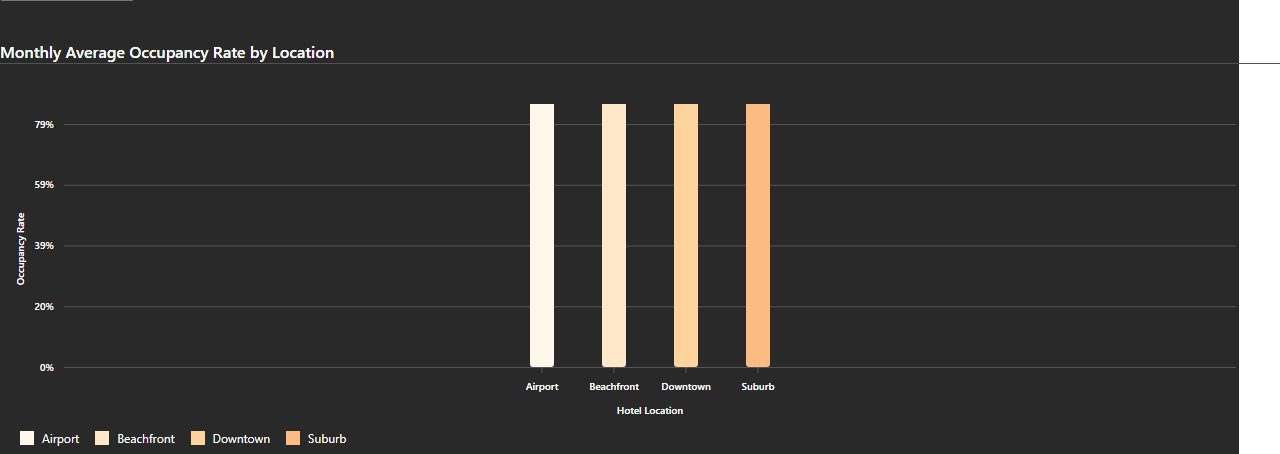 Monthly Average Occupancy Rate by Location
79%
59%
39%
20%
0%
Occupancy Rate
Airport
Beachfront
Downtown
Suburb
Hotel Location
Airport
Beachfront
Downtown
Suburb